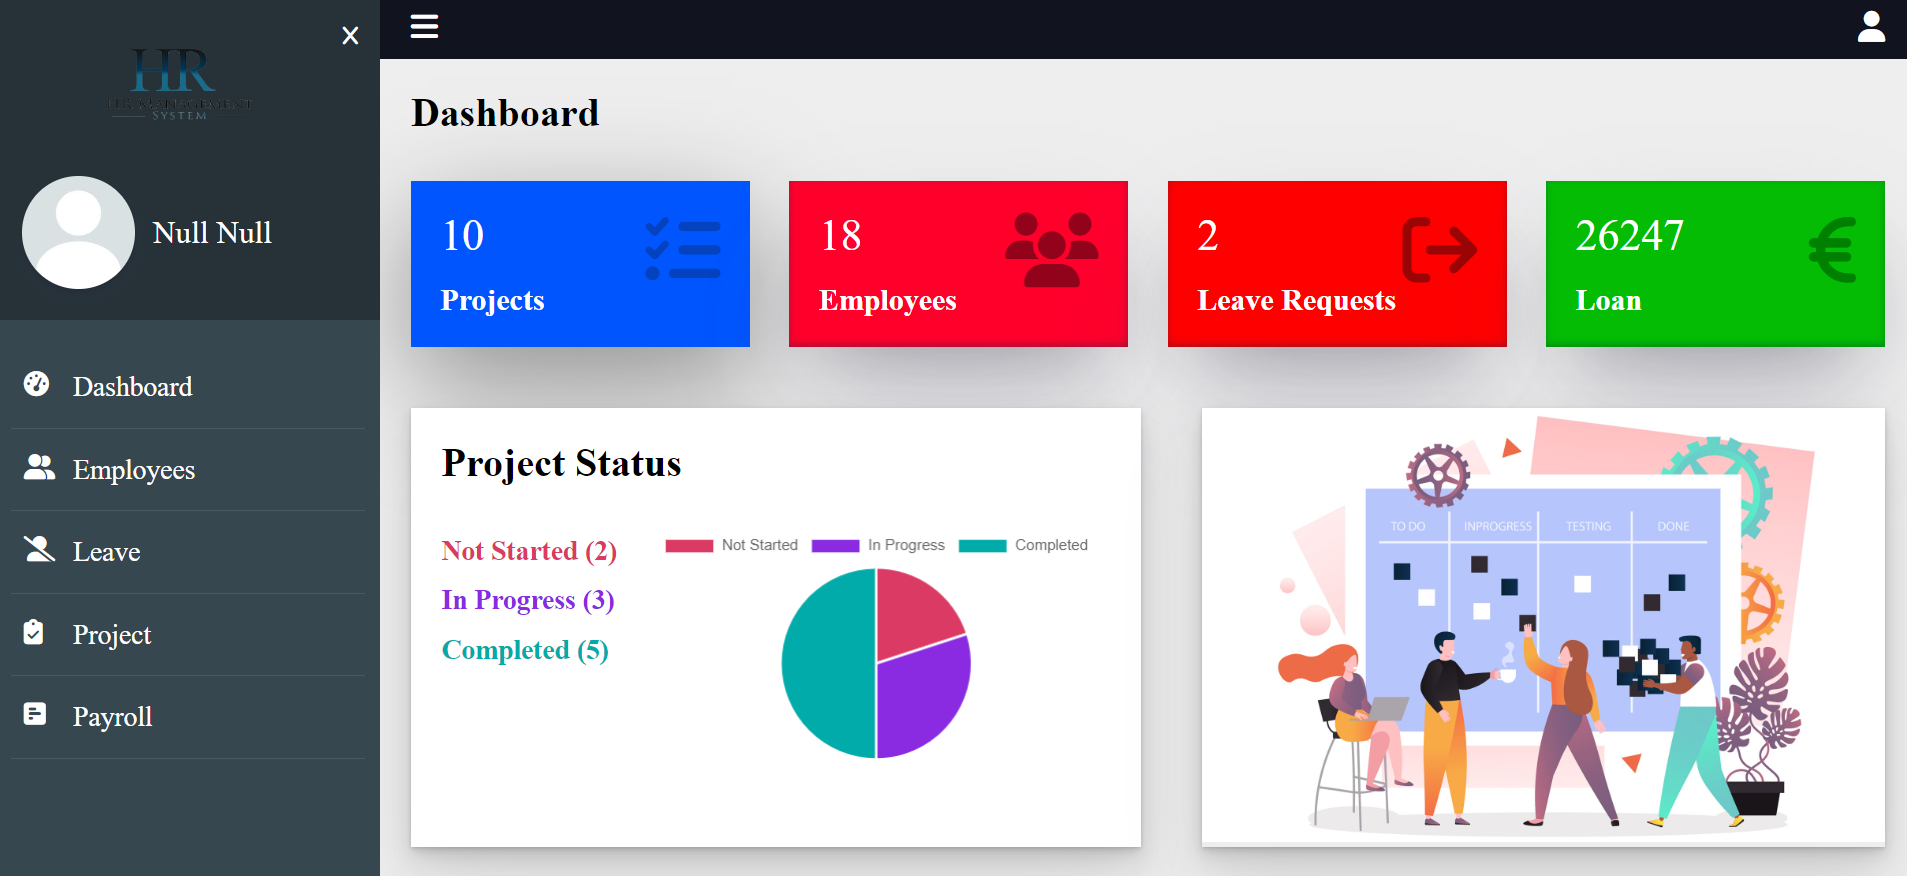 X
HR
HR MANAGEMENT
SYSTEM
Null Null
Dashboard
Employees
Leave
Project
Payroll
Dashboard
10
Projects
18
Employees
2
Leave Requests
26247
Loan
Project Status
Not Started (2)
In Progress (3)
Completed (5)
Not Started
In Progress
Completed
TO DO
INPROGRESS
TESTING
DONE